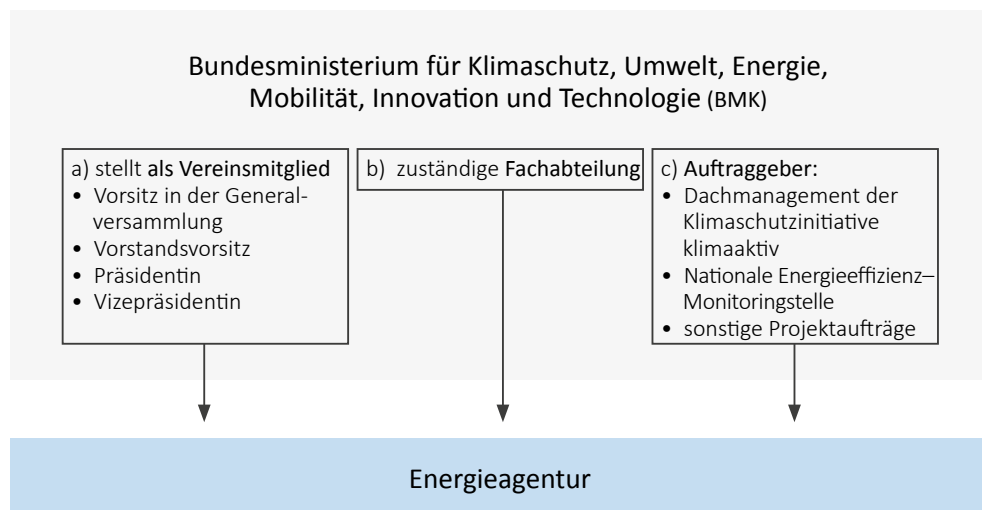 Bundesministerium für Klimaschutz, Umwelt, Energie,
Mobilität, Innovation und Technologie (BMK)
a) stellt als Vereinsmitglied
• Vorsitz in der General-
versammlung
• Vorstandsvorsitz
• Präsidentin
• Vizepräsidentin
b) zuständige Fachabteilung
c) Auftraggeber:
• Dachmanagement der
Klimaschutzinitiative
klimaaktiv
• Nationale Energieeffizienz–
Monitoringstelle
• sonstige Projektaufträge
Energieagentur